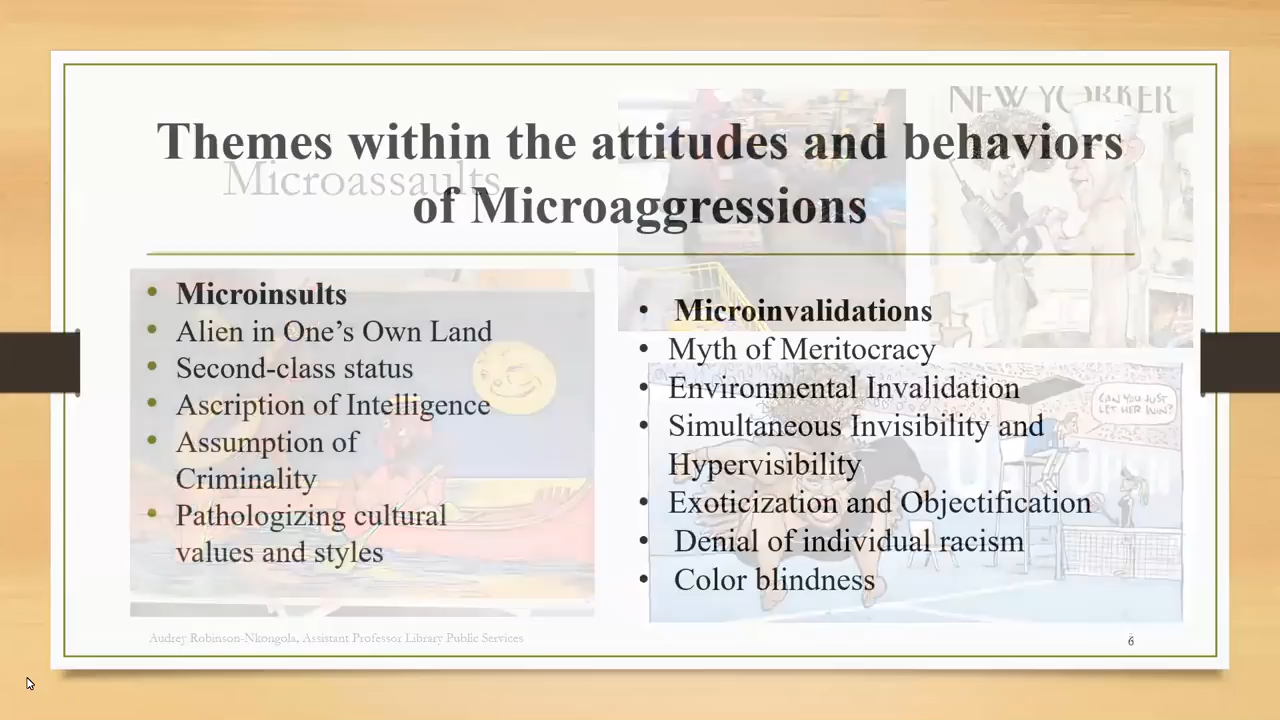 NEW YORKER
Themes within the attitudes and behaviors
Microassaults
of Microaggressions
• Microinsults
• Alien in One’s Own Land
• Second-class status
• Ascription of Intelligence
• Assumption of
Criminality
• Pathologizing cultural
values and styles
• Microinvalidations
• Myth of Meritocracy
• Environmental Invalidation
• Simultaneous Invisibility and
Hypervisibility
• Exoticization and Objectification
• Denial of individual racism
• Color blindness
CAN YOU JUST
LET HER WIN?
Audrey Robinson-Nkongola, Assistant Professor Library Public Services
6